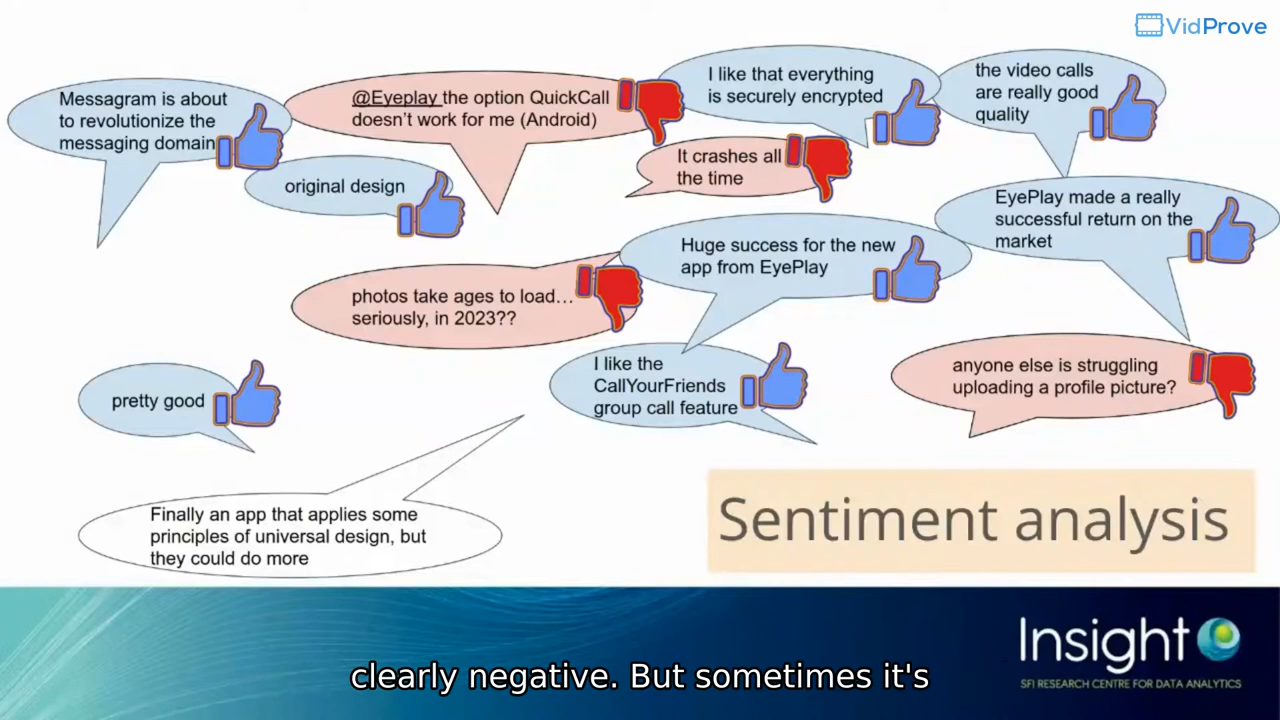 VidProve
Messagram is about
to revolutionize the
messaging domain
@Eyeplay the option QuickCall
doesn't work for me (Android)
I like that everything
is securely encrypted
the video calls
are really good
quality
original design
It crashes all
the time
EyePlay made a really
successful return on the
market
Huge success for the new
app from EyePlay
photos take ages to load…
seriously, in 2023??
I like the
CallYourFriends
group call feature
anyone else is struggling
uploading a profile picture?
pretty good
Finally an app that applies some
principles of universal design, but
they could do more
Sentiment analysis
Insight
SFI RESEARCH CENTRE FOR DATA ANALYTICS
clearly negative. But sometimes it's